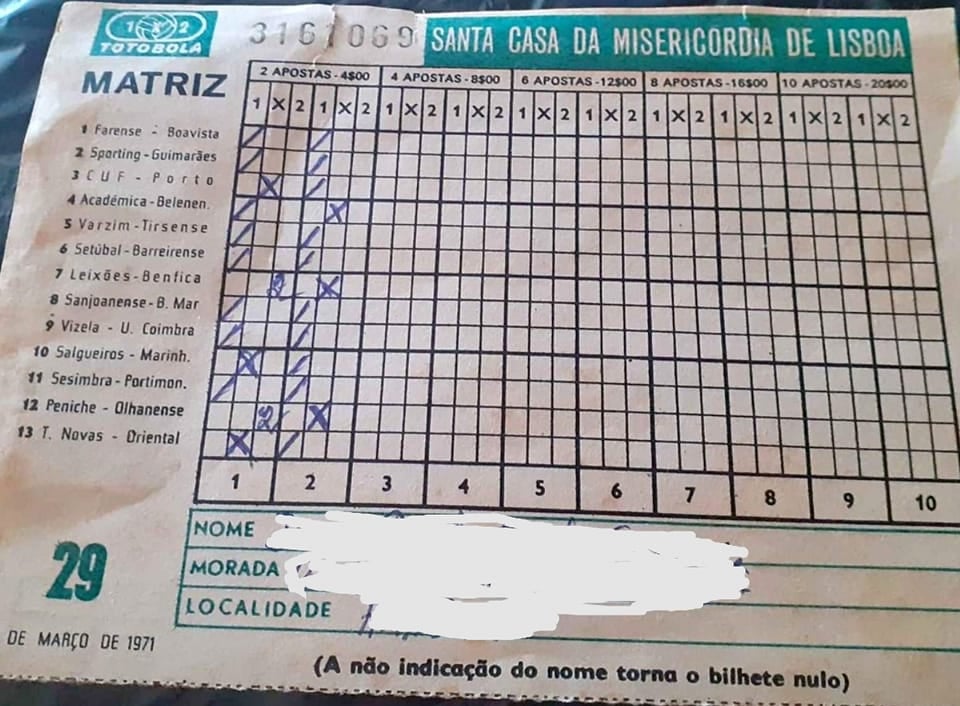 1 X 2
TOTOBOLA
3161069
SANTA CASA DA MISERICORDIA DE LISBOA
MATRIZ
2 APOSTAS - 4$00 4 APOSTAS - 8$00 6 APOSTAS - 12$00 8 APOSTAS - 16$00 10 APOSTAS - 20$00
1 X 2 1 X 2 1 X 2 1 X 2 1 X 2 1 X 2 1 X 2 1 X 2 1 X 2 1 X 2
1 Farense - Boavista
2 Sporting - Guimarães
3 CUF - Porto X
4 Académica - Belenen. X
5 Varzim - Tirsense
6 Setúbal - Barreirense
7 Leixões - Benfica 2 X
8 Sanjoanense - B. Mar
9 Vizela - U. Coimbra
10 Salgueiros - Marinh. X
11 Sesimbra - Portimon.
12 Peniche - Olhanense 2 X
13 T. Novas - Oriental X
1 2 3 4 5 6 7 8 9 10
NOME
MORADA
LOCALIDADE
29
DE MARÇO DE 1971
(A não indicação do nome torna o bilhete nulo)